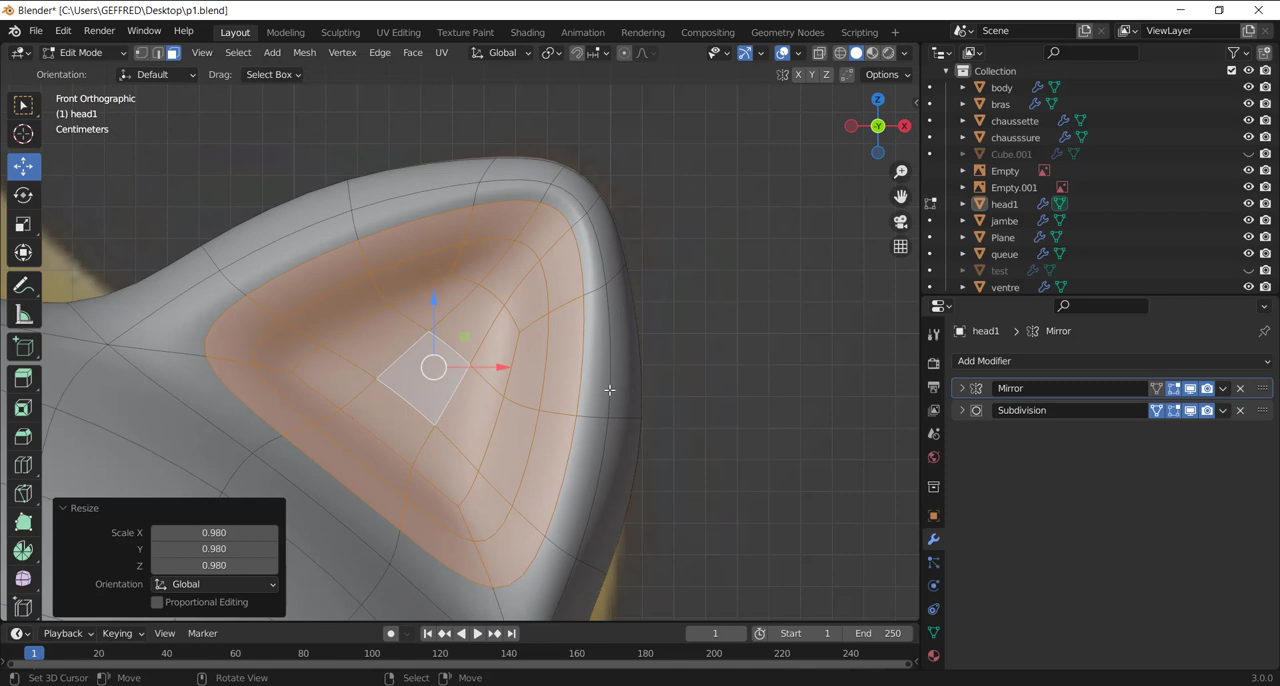 Blender* [C:\Users\GEFFRED\Desktop\p1.blend]
File Edit Render Window Help Layout Modeling Sculpting UV Editing Texture Paint Shading Animation Rendering Compositing Geometry Nodes Scripting + Scene ViewLayer
Edit Mode View Select Add Mesh Vertex Edge Face UV Global
Orientation: Default Drag: Select Box X Y Z Options
Front Orthographic
(1) head1
Centimeters
Z
-Y X
Collection
body
bras
chaussette
chausssure
Cube.001
Empty
Empty.001
head1
jambe
Plane
queue
test
ventre
head1 > Mirror
Add Modifier
Mirror
Subdivision
Resize
Scale X 0.980
Y 0.980
Z 0.980
Orientation Global
Proportional Editing
Playback Keying View Marker 1 Start 1 End 250
1 20 40 60 80 100 120 140 160 180 200 220 240
Set 3D Cursor Move Rotate View Select Move 3.0.0